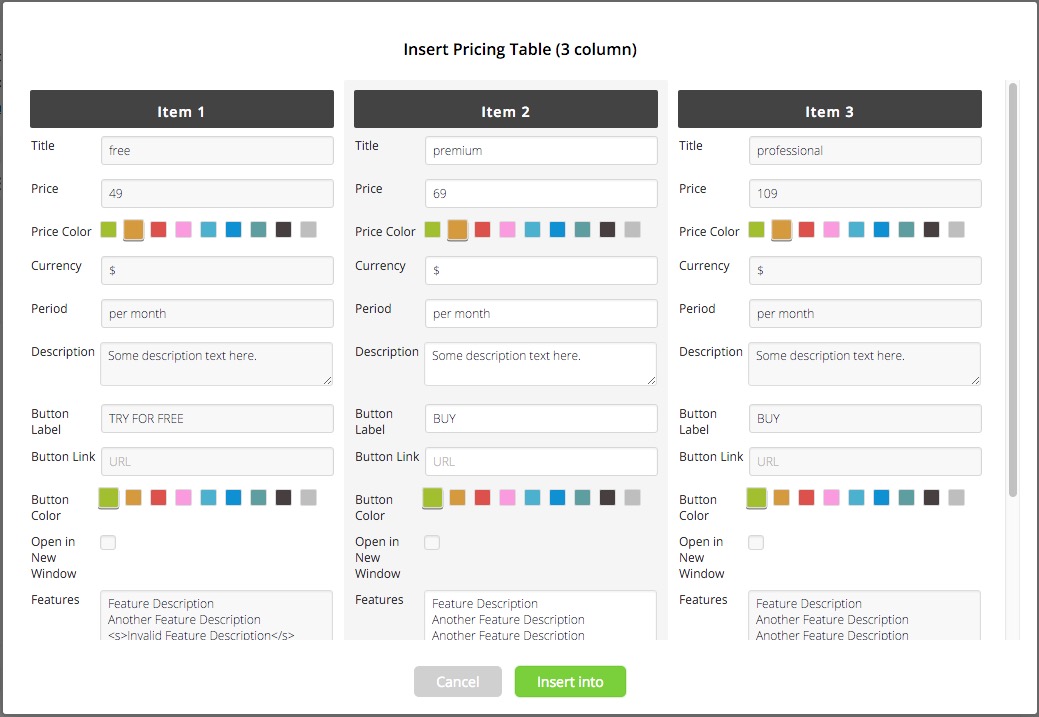 Insert Pricing Table (3 column)
Item 1
Title
free
Price
49
Price Color
Currency
$
Period
per month
Description
Some description text here.
Button
Label
TRY FOR FREE
Button Link
URL
Button
Color
Open in
New
Window
Features
Feature Description
Another Feature Description
<s>Invalid Feature Description</s>
Item 2
Title
premium
Price
69
Price Color
Currency
$
Period
per month
Description
Some description text here.
Button
Label
BUY
Button Link
URL
Button
Color
Open in
New
Window
Features
Feature Description
Another Feature Description
Another Feature Description
Item 3
Title
professional
Price
109
Price Color
Currency
$
Period
per month
Description
Some description text here.
Button
Label
BUY
Button Link
URL
Button
Color
Open in
New
Window
Features
Feature Description
Another Feature Description
Another Feature Description
Cancel
Insert into